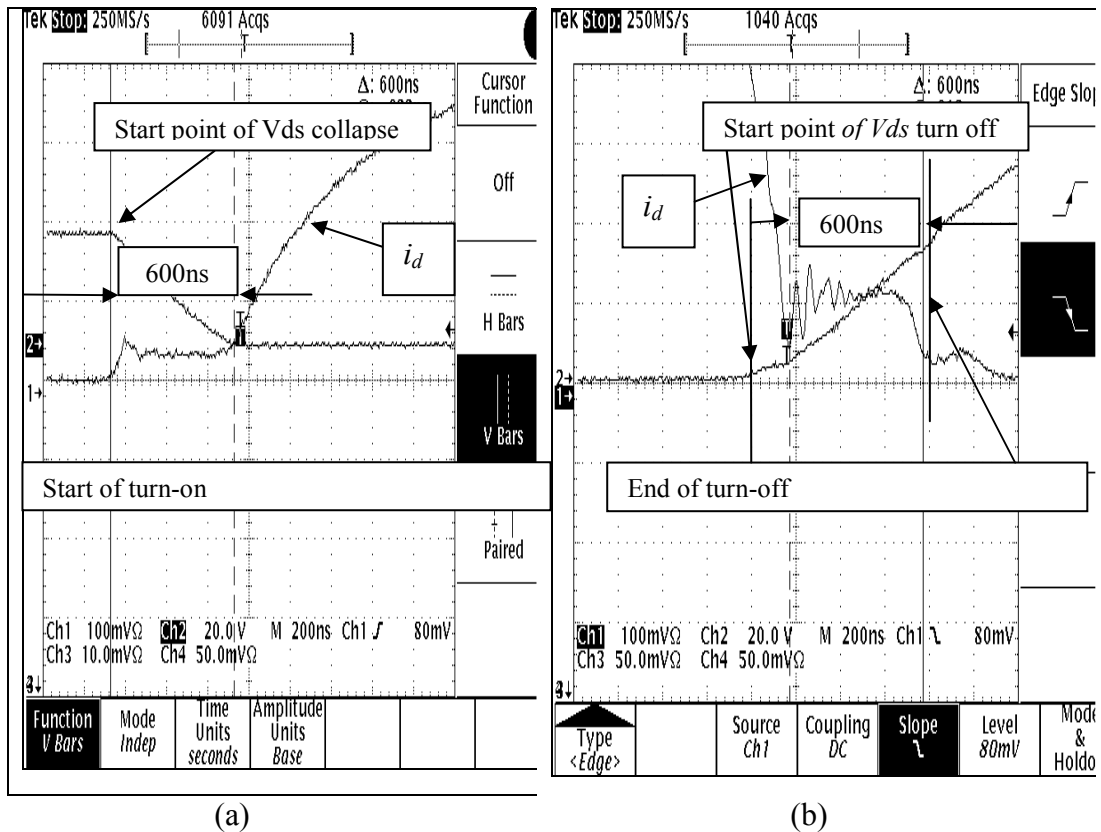 Tek Stop: 250MS/s 6091 Acqs
Δ: 600ns
Cursor
Function
Start point of Vds collapse
Off
600ns
i_d
H Bars
2→
1→
V Bars
Start of turn-on
Paired
Ch1 100mVΩ Ch2 20.0 V M 200ns Ch1 80mV
Ch3 10.0mVΩ Ch4 50.0mVΩ
Function
V Bars
Mode
Indep
Time
Units
seconds
Amplitude
Units
Base
(a)
Tek Stop: 250MS/s 1040 Acqs
Δ: 600ns
Edge Slop
Start point of Vds turn off
i_d
600ns
2→
1→
End of turn-off
Ch1 100mVΩ Ch2 20.0 V M 200ns Ch1 80mV
Ch3 50.0mVΩ Ch4 50.0mVΩ
Type
<Edge>
Source
Ch1
Coupling
DC
Slope
Level
80mV
Mode
&
Holdo
(b)